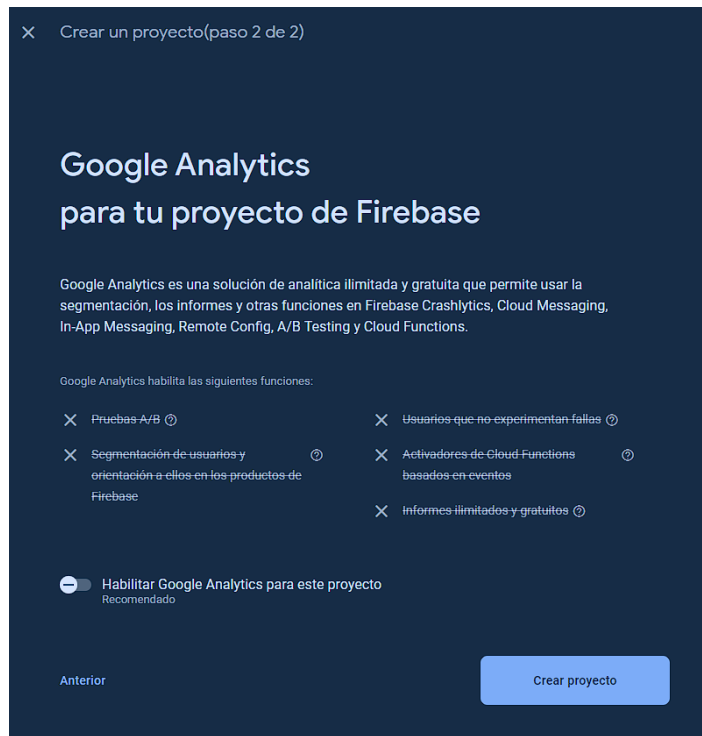 Crear un proyecto(paso 2 de 2)
Google Analytics
para tu proyecto de Firebase
Google Analytics es una solución de analítica ilimitada y gratuita que permite usar la
segmentación, los informes y otras funciones en Firebase Crashlytics, Cloud Messaging,
In-App Messaging, Remote Config, A/B Testing y Cloud Functions.
Google Analytics habilita las siguientes funciones:
Pruebas A/B
Segmentación de usuarios y
orientación a ellos en los productos de
Firebase
Usuarios que no experimentan fallas
Activadores de Cloud Functions
basados en eventos
Informes ilimitados y gratuitos
Habilitar Google Analytics para este proyecto
Recomendado
Anterior
Crear proyecto